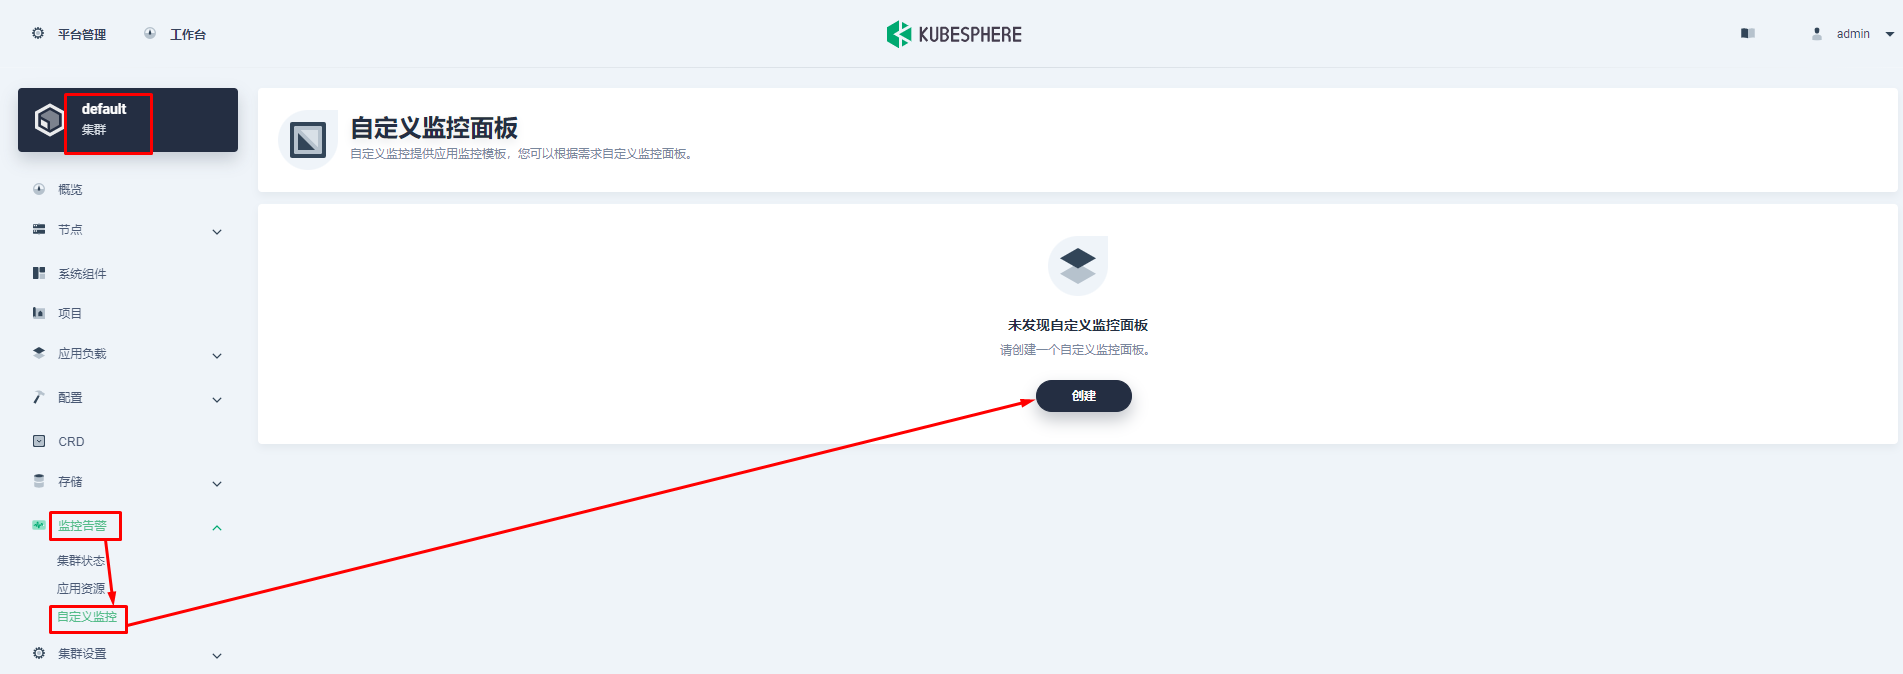 平台管理
工作台
KUBESPHERE
admin
default
集群
概览
节点
系统组件
项目
应用负载
配置
CRD
存储
监控告警
集群状态
应用资源
自定义监控
集群设置
自定义监控面板
自定义监控提供应用监控模板，您可以根据需求自定义监控面板。
未发现自定义监控面板
请创建一个自定义监控面板。
创建